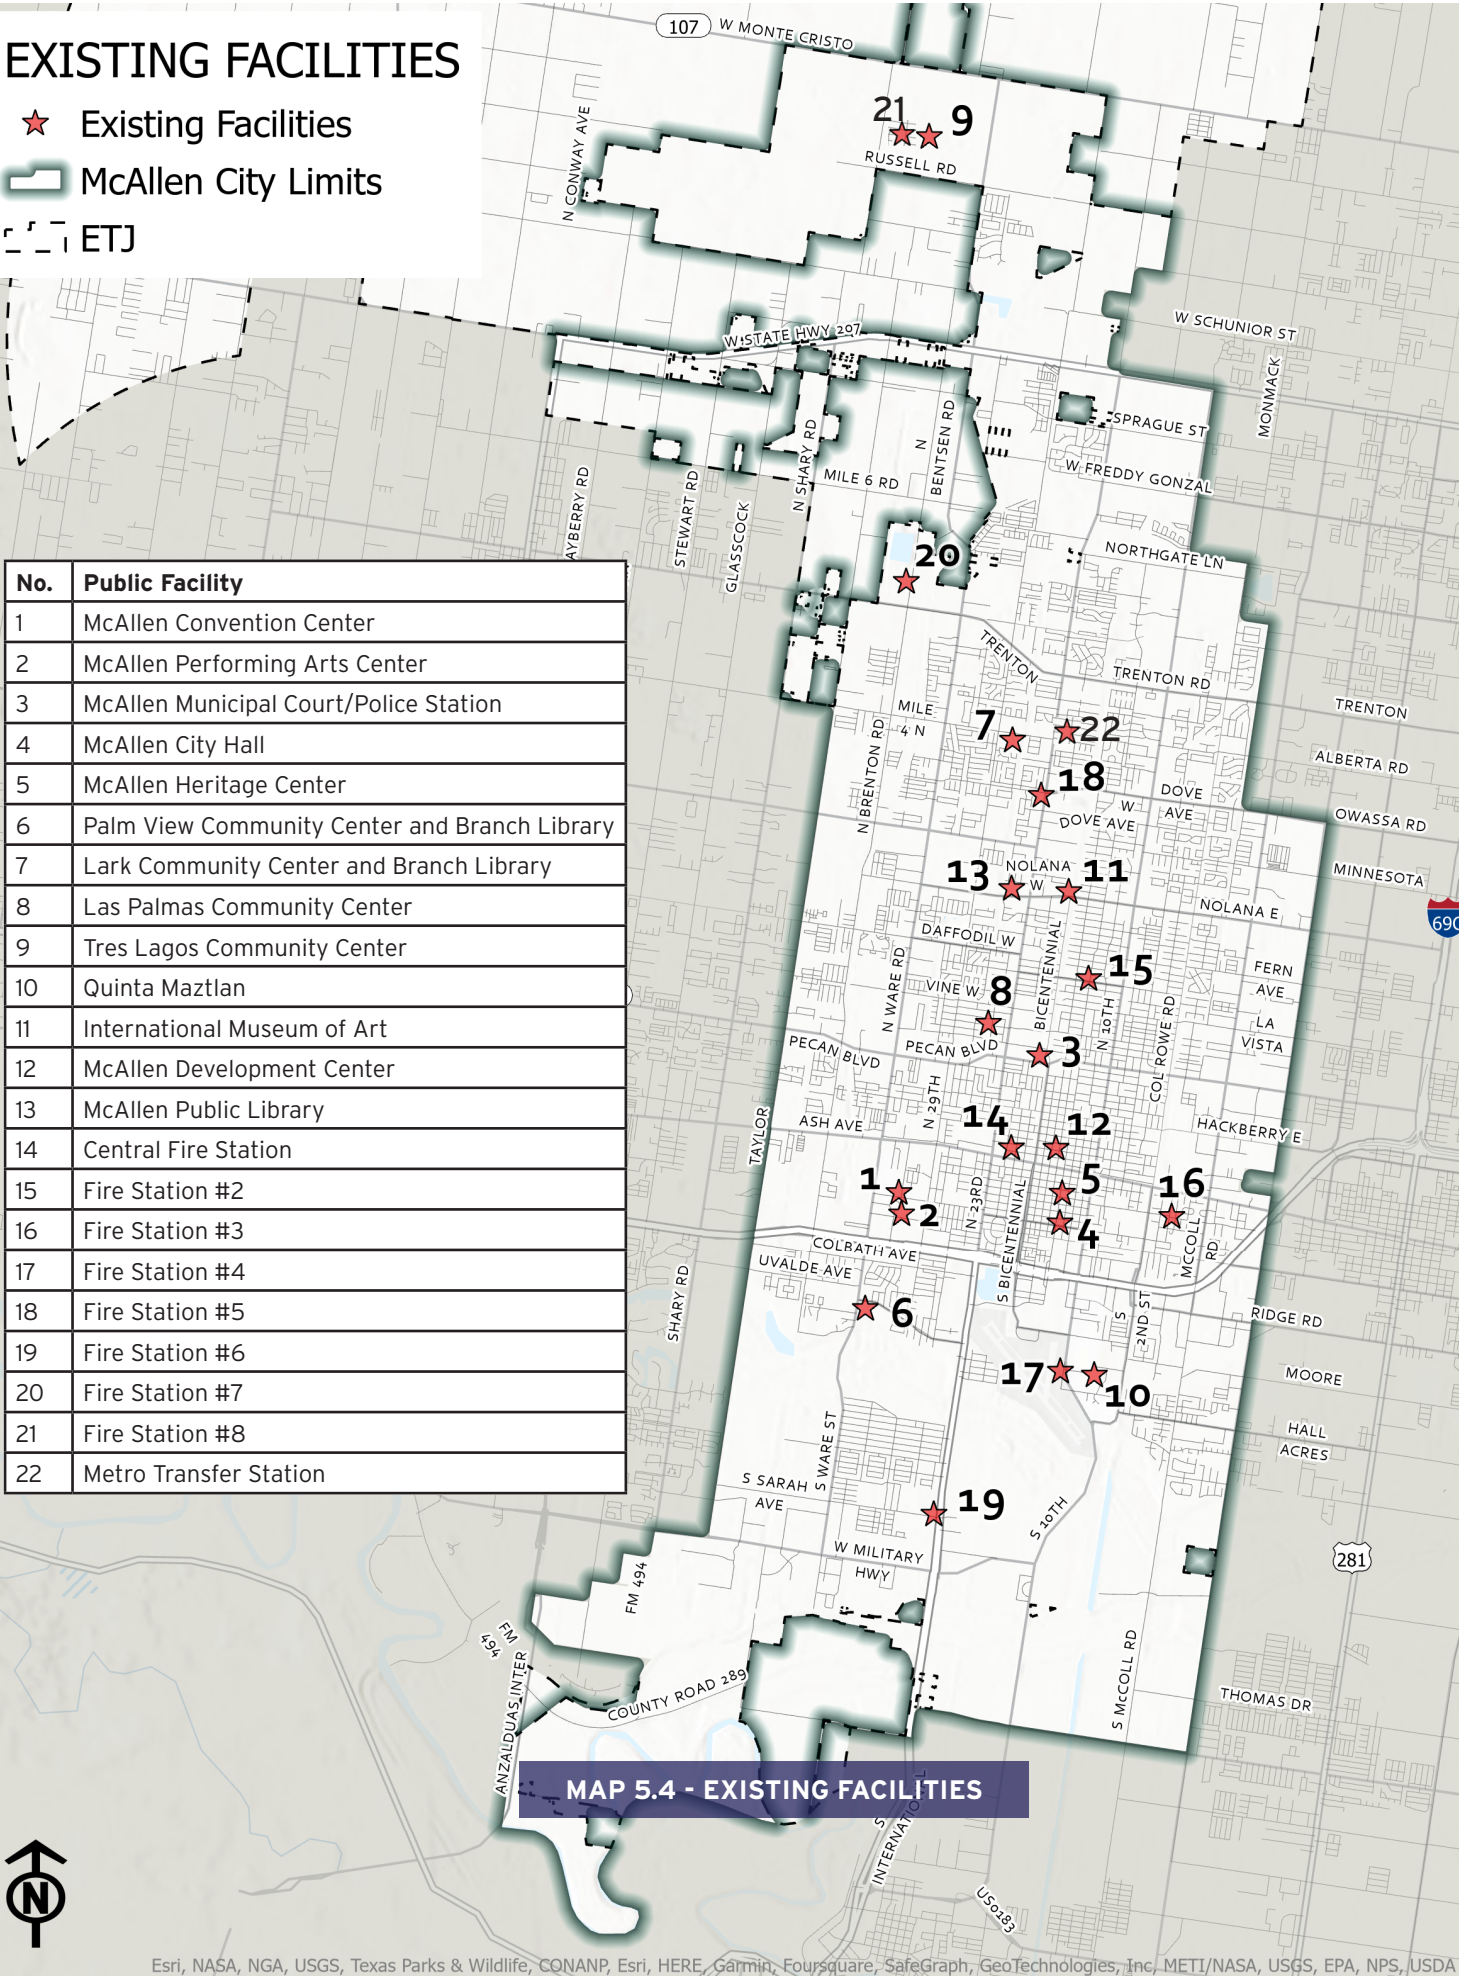 EXISTING FACILITIES
Existing Facilities
McAllen City Limits
ETJ
No. Public Facility
1 McAllen Convention Center
2 McAllen Performing Arts Center
3 McAllen Municipal Court/Police Station
4 McAllen City Hall
5 McAllen Heritage Center
6 Palm View Community Center and Branch Library
7 Lark Community Center and Branch Library
8 Las Palmas Community Center
9 Tres Lagos Community Center
10 Quinta Maztlan
11 International Museum of Art
12 McAllen Development Center
13 McAllen Public Library
14 Central Fire Station
15 Fire Station #2
16 Fire Station #3
17 Fire Station #4
18 Fire Station #5
19 Fire Station #6
20 Fire Station #7
21 Fire Station #8
22 Metro Transfer Station
107
W MONTE CRISTO
21
9
RUSSELL RD
N CONWAY AVE
W STATE HWY 207
W SCHUNIOR ST
MONMACK
SPRAGUE ST
W FREDDY GONZAL
N
BENTSEN RD
N SHARY RD
MILE 6 RD
AYBERRY RD
STEWART RD
GLASSCOCK
NORTHGATE LN
20
TRENTON
TRENTON RD
TRENTON
MILE
4 N
7
22
18
ALBERTA RD
N BRENTON RD
W
DOVE AVE
DOVE
AVE
OWASSA RD
MINNESOTA
690
13
NOLANA
W
11
NOLANA E
DAFFODIL W
N WARE RD
BICENTENNIAL
15
FERN
AVE
VINE W
8
N 10TH
COL ROWE RD
LA
VISTA
PECAN BLVD
PECAN BLVD
3
N 29TH
TAYLOR
ASH AVE
14
12
HACKBERRY E
1
2
N 23RD
5
4
16
S BICENTENNIAL
MCCOLL
RD
COLBATH AVE
UVALDE AVE
SHARY RD
6
S
2ND ST
RIDGE RD
17
10
MOORE
HALL
ACRES
S WARE ST
S SARAH
AVE
19
S 10TH
W MILITARY
HWY
281
FM 494
FM
494
ANZALDUAS INTER
COUNTY ROAD 289
S McCOLL RD
THOMAS DR
MAP 5.4 - EXISTING FACILITIES
S
INTERNATIONAL
US0183
N
Esri, NASA, NGA, USGS, Texas Parks & Wildlife, CONANP, Esri, HERE, Garmin, Foursquare, SafeGraph, GeoTechnologies, Inc, METI/NASA, USGS, EPA, NPS, USDA